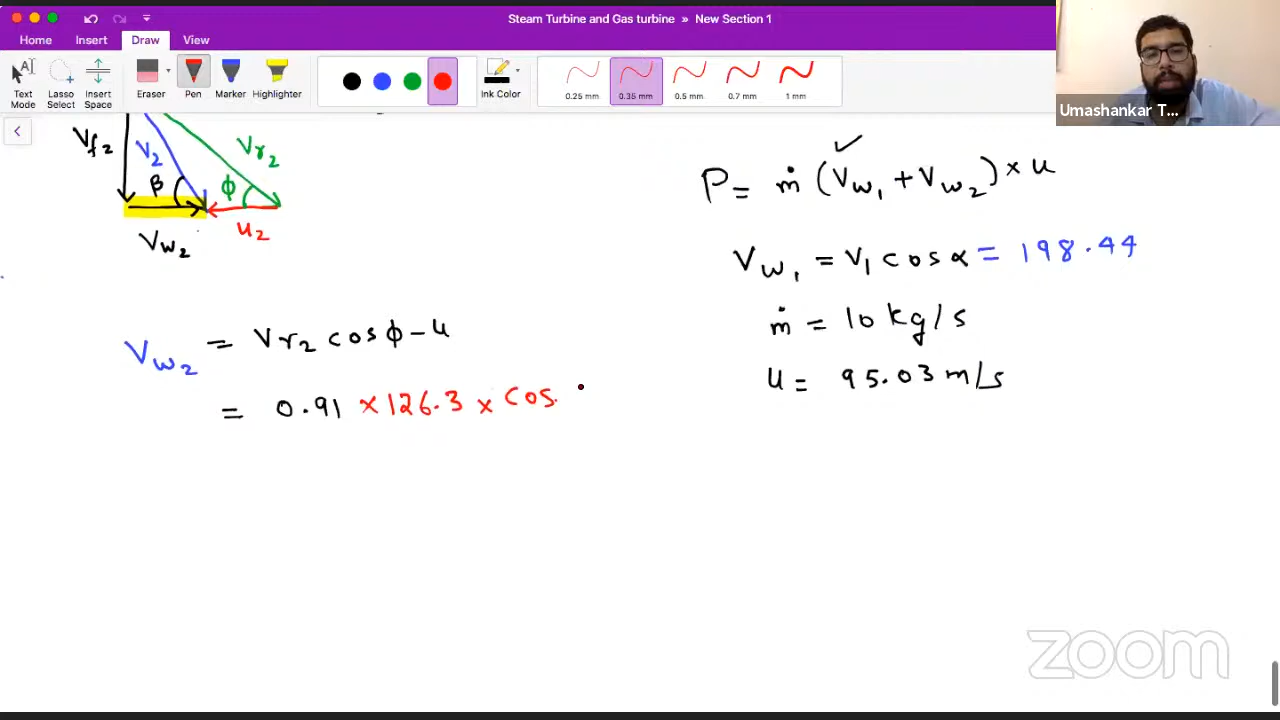 Steam Turbine and Gas turbine » New Section 1
Home Insert Draw View
Text Mode
Lasso Select
Insert Space
Eraser
Pen
Marker
Highlighter
Ink Color
0.25 mm
0.35 mm
0.5 mm
0.7 mm
1 mm
Umashankar T...
Vf2
V2
Vr2
β
φ
u2
Vw2
P = ṁ (Vw1 + Vw2) × u
Vw1 = V1 cos α = 198.44
ṁ = 10 kg/s
u = 95.03 m/s
Vw2 = Vr2 cos φ – u
= 0.91 × 126.3 × cos
zoom